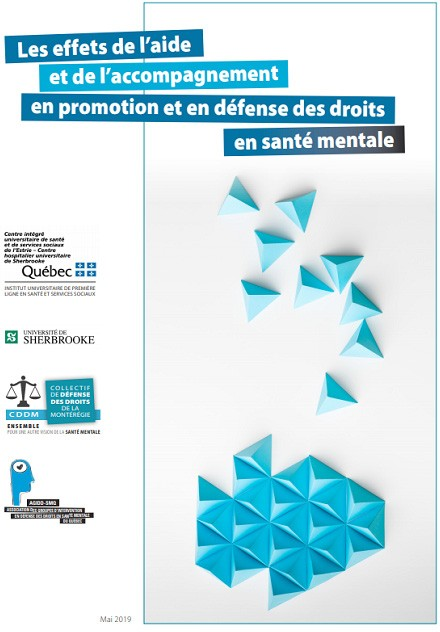 Les effets de l'aide
et de l'accompagnement
en promotion et en défense des droits
en santé mentale
Centre intégré
universitaire de santé
et de services sociaux
de l'Estrie – Centre
hospitalier universitaire
de Sherbrooke
Québec
INSTITUT UNIVERSITAIRE DE PREMIÈRE
LIGNE EN SANTÉ ET SERVICES SOCIAUX
UNIVERSITÉ DE
SHERBROOKE
COLLECTIF
DE DÉFENSE
DES DROITS
DE LA
MONTÉRÉGIE
CDDM
ENSEMBLE
POUR UNE AUTRE VISION DE LA SANTÉ MENTALE
AGIDD-SMQ
ASSOCIATION DES GROUPES D'INTERVENTION
EN DÉFENSE DES DROITS EN SANTÉ MENTALE
DU QUÉBEC
Mai 2019